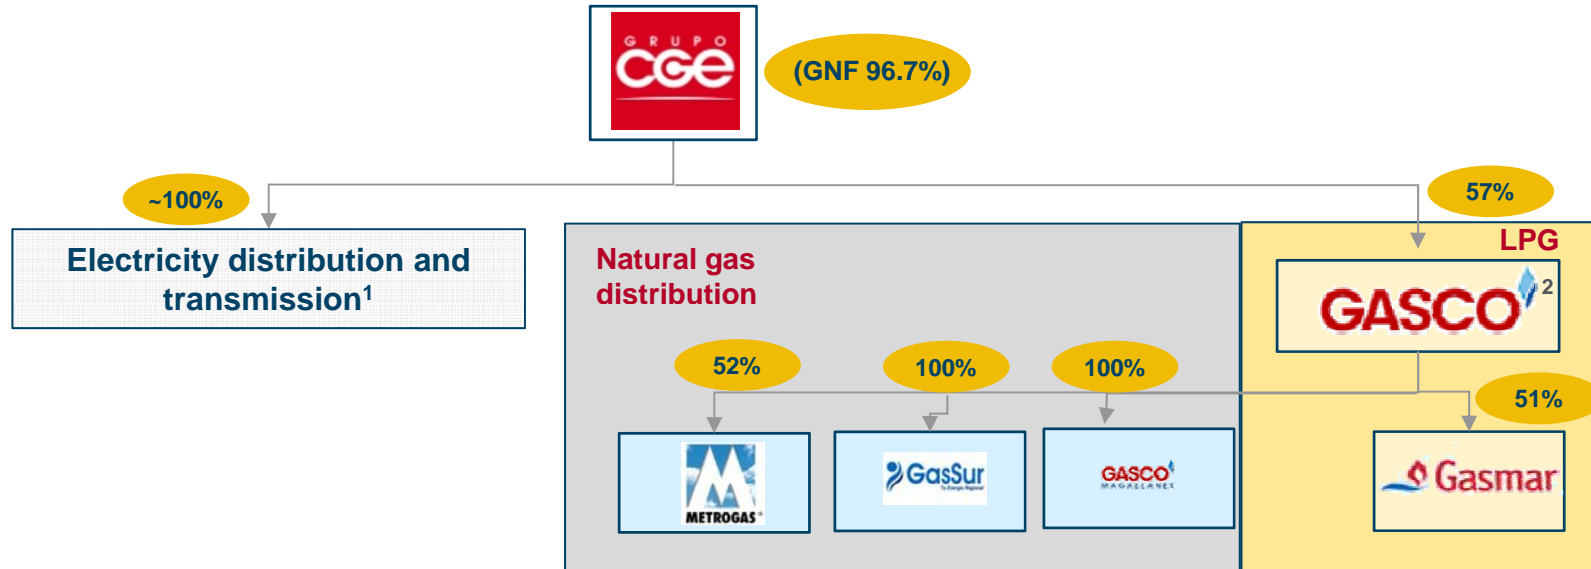 GRUPO
cge
(GNF 96.7%)
~100%
57%
Electricity distribution and
transmission1
Natural gas
distribution
LPG
GASCO 2
52%
100%
100%
51%
METROGAS
GasSur
GASCO
MAGALLANES
Gasmar